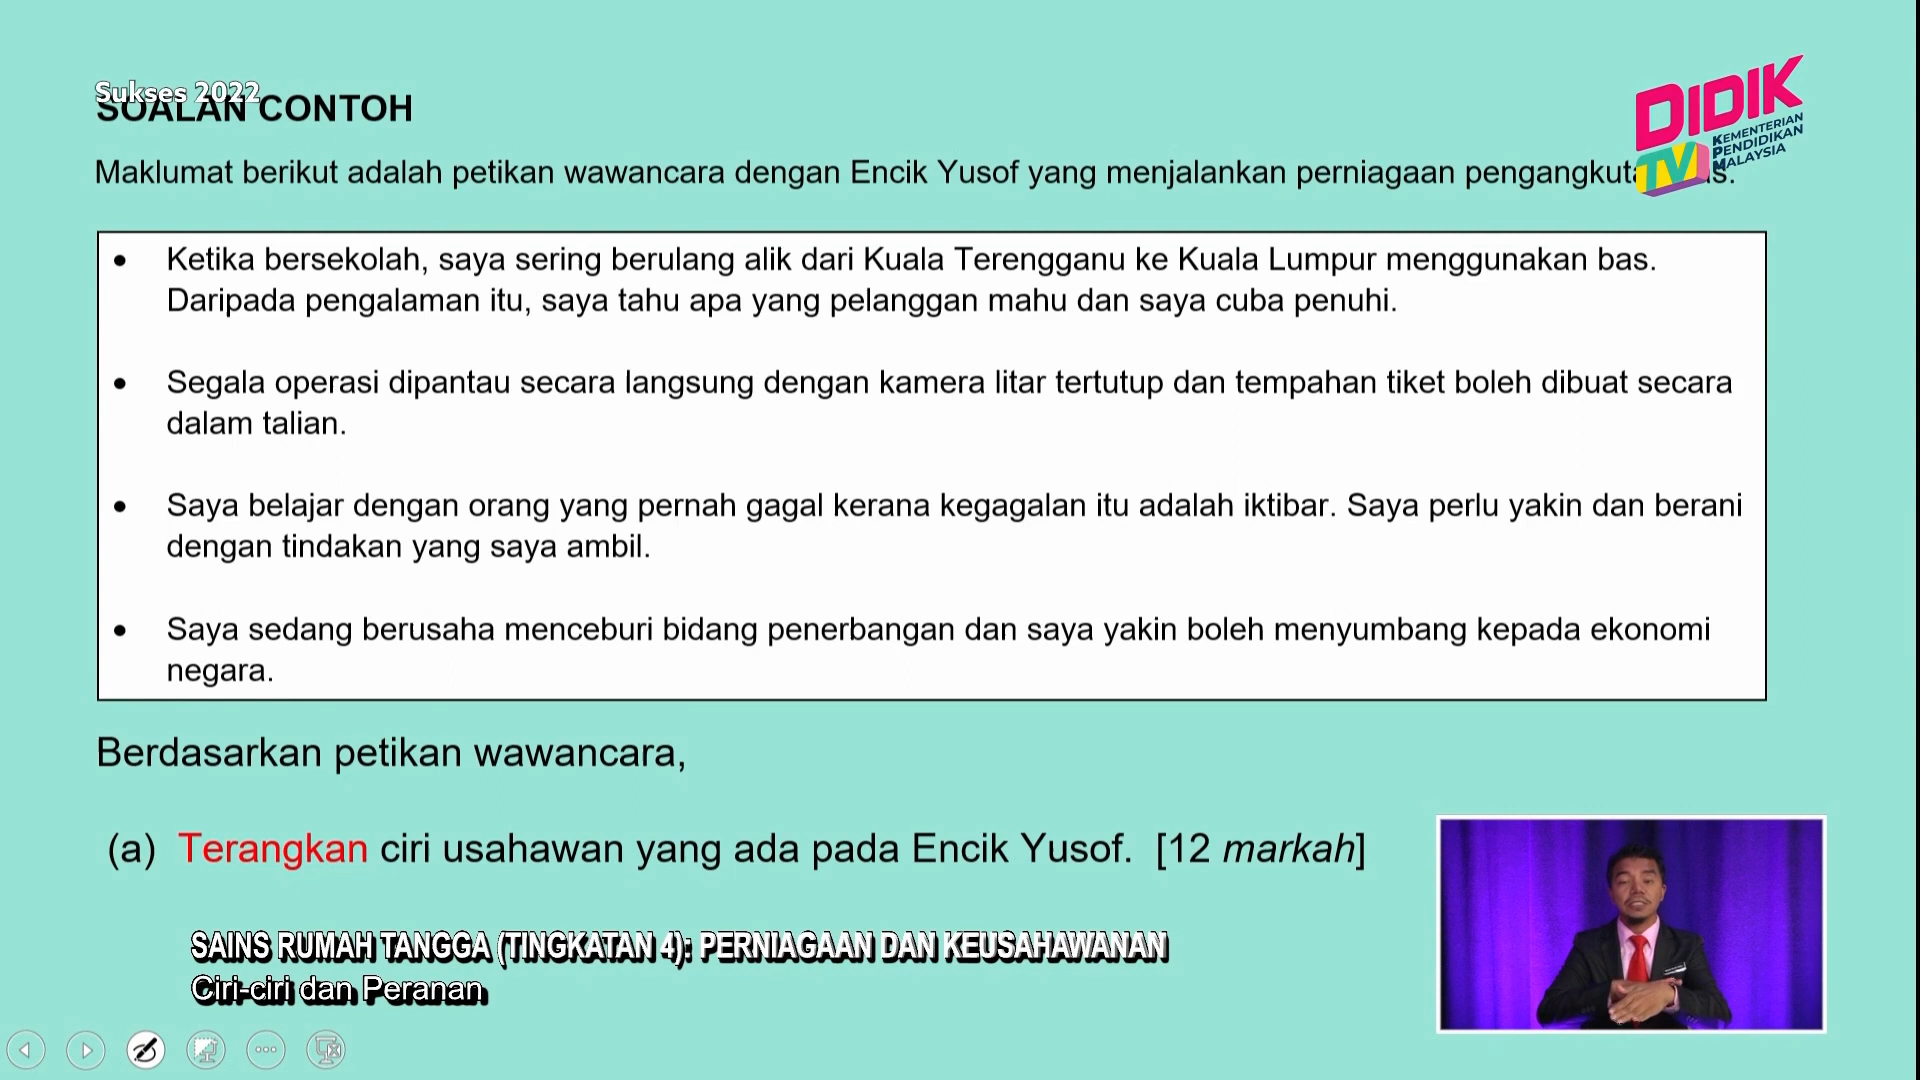 Sukses 2022
SOALAN CONTOH
DIDIK
TV
KEMENTERIAN
PENDIDIKAN
MALAYSIA
Maklumat berikut adalah petikan wawancara dengan Encik Yusof yang menjalankan perniagaan
• Ketika bersekolah, saya sering berulang alik dari Kuala Terengganu ke Kuala Lumpur menggunakan bas.
Daripada pengalaman itu, saya tahu apa yang pelanggan mahu dan saya cuba penuhi.
• Segala operasi dipantau secara langsung dengan kamera litar tertutup dan tempahan tiket boleh dibuat secara
dalam talian.
• Saya belajar dengan orang yang pernah gagal kerana kegagalan itu adalah iktibar. Saya perlu yakin dan berani
dengan tindakan yang saya ambil.
• Saya sedang berusaha menceburi bidang penerbangan dan saya yakin boleh menyumbang kepada ekonomi
negara.
Berdasarkan petikan wawancara,
(a) Terangkan ciri usahawan yang ada pada Encik Yusof. [12 markah]
SAINS RUMAH TANGGA (TINGKATAN 4): PERNIAGAAN DAN KEUSAHAWANAN
Ciri-ciri dan Peranan